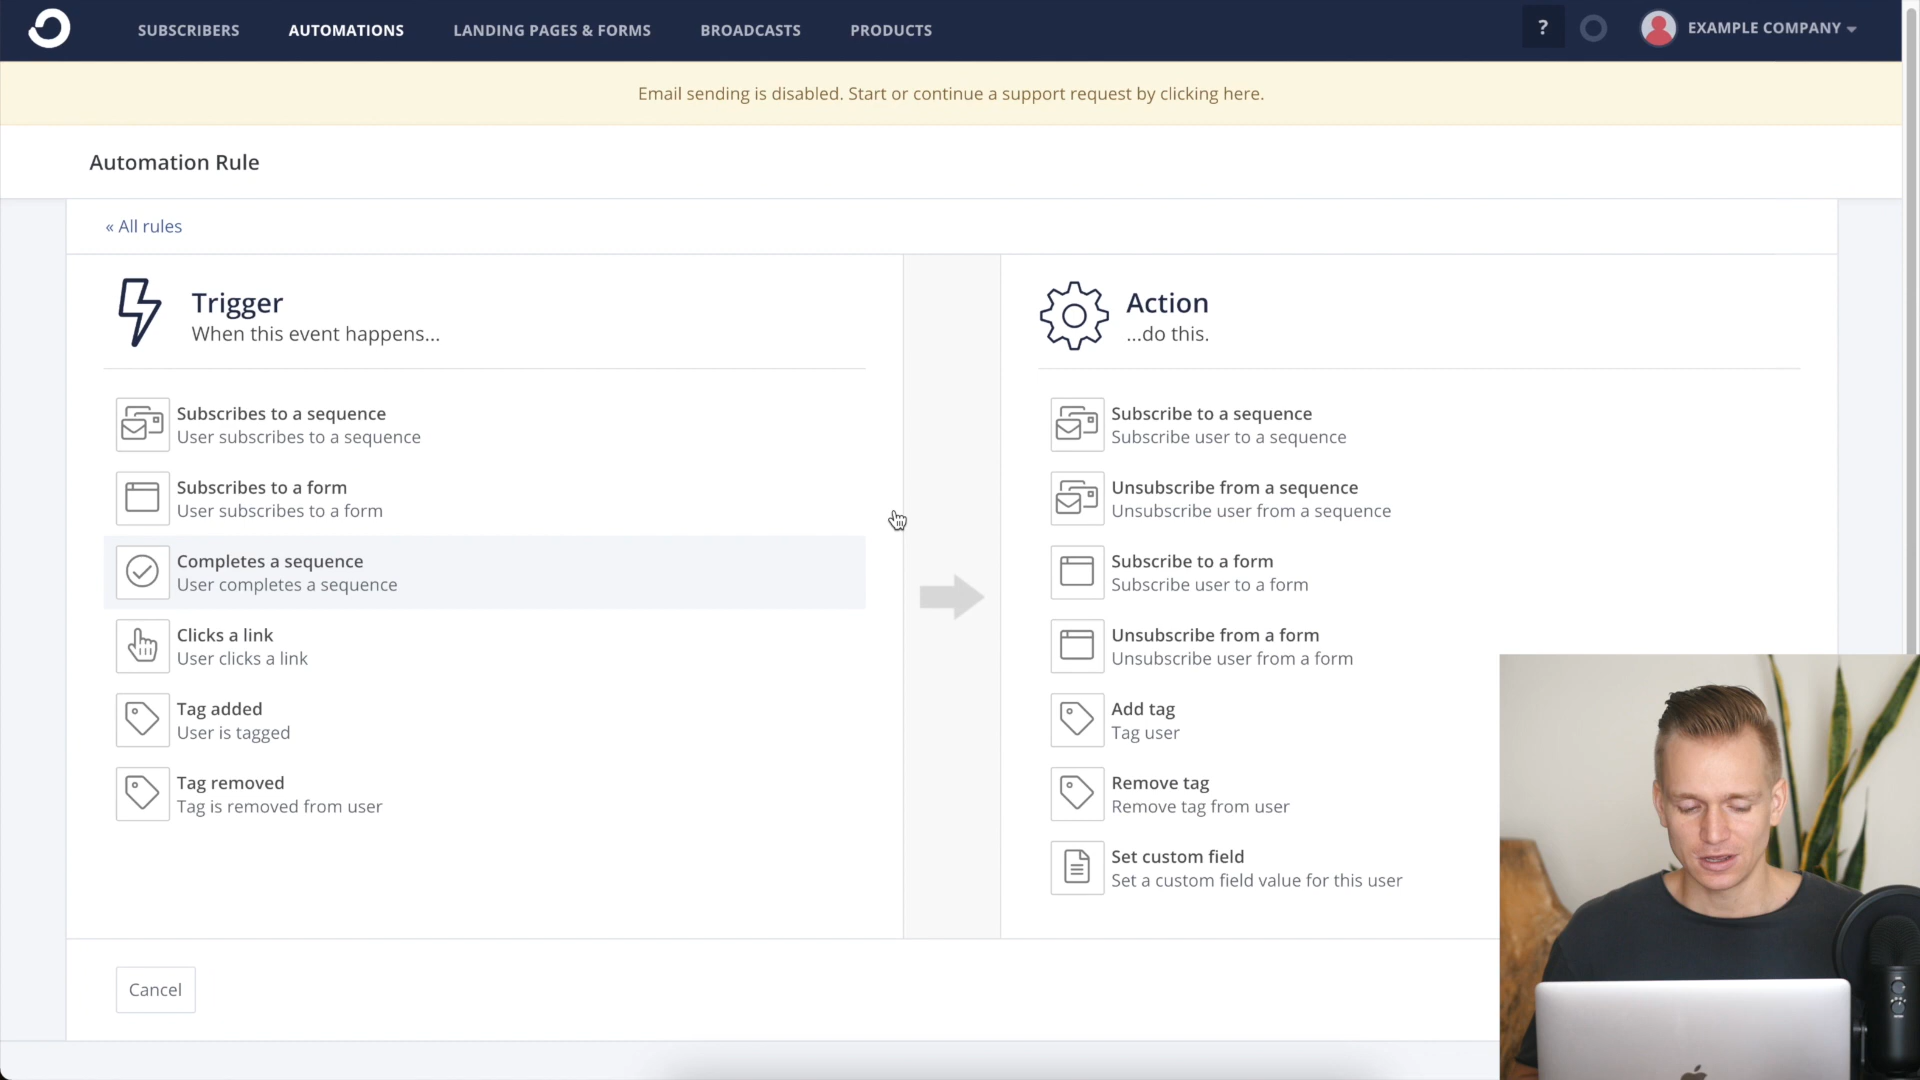 SUBSCRIBERS
AUTOMATIONS
LANDING PAGES & FORMS
BROADCASTS
PRODUCTS
?
EXAMPLE COMPANY
Email sending is disabled. Start or continue a support request by clicking here.
Automation Rule
« All rules
Trigger
When this event happens...
Subscribes to a sequence
User subscribes to a sequence
Subscribes to a form
User subscribes to a form
Completes a sequence
User completes a sequence
Clicks a link
User clicks a link
Tag added
User is tagged
Tag removed
Tag is removed from user
Action
...do this.
Subscribe to a sequence
Subscribe user to a sequence
Unsubscribe from a sequence
Unsubscribe user from a sequence
Subscribe to a form
Subscribe user to a form
Unsubscribe from a form
Unsubscribe user from a form
Add tag
Tag user
Remove tag
Remove tag from user
Set custom field
Set a custom field value for this user
Cancel